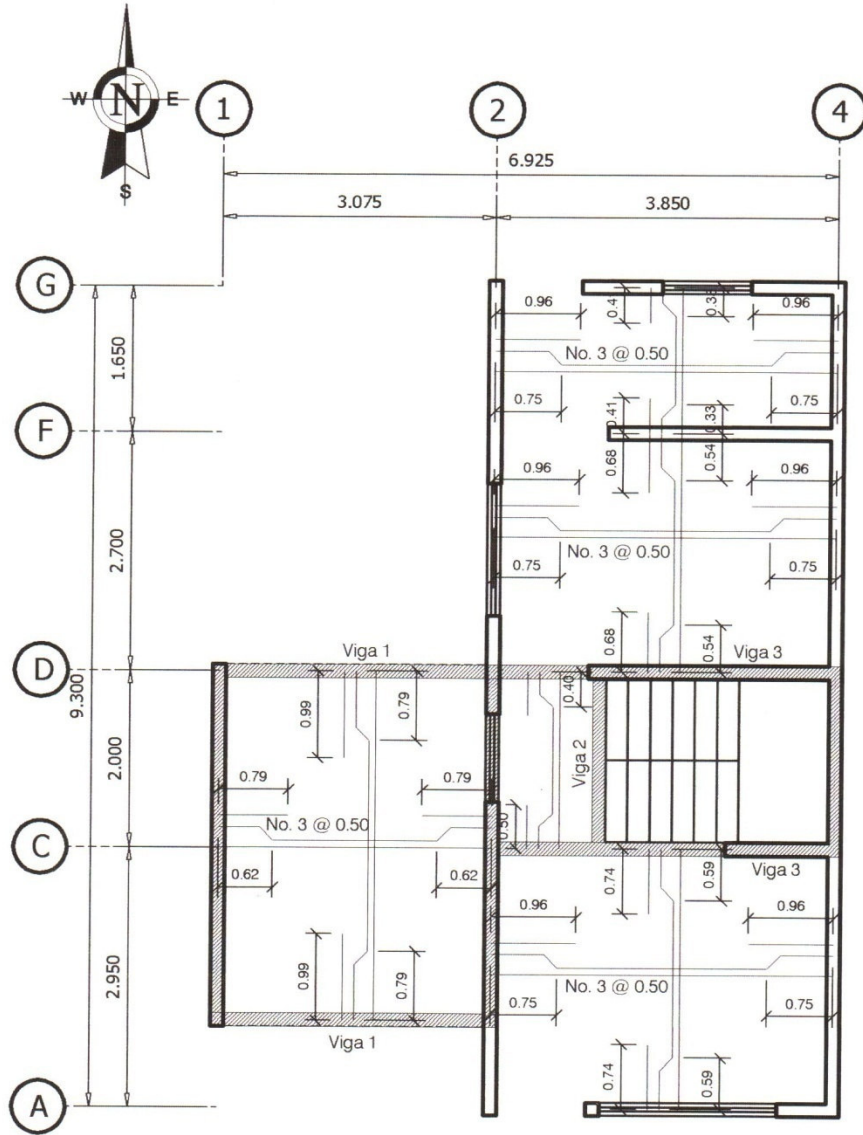 N
W E
S
1 2 4
6.925
3.075 3.850
G
0.96 0.4 0.96
1.650
No. 3 @ 0.50
0.75 0.75
0.41 0.33
F
0.68 0.54
0.96 0.96
2.700
No. 3 @ 0.50
0.75 0.75
0.68 0.54
Viga 1 Viga 3
D
9.300
0.40
0.99 0.79
2.000
Viga 2
0.79 0.79
No. 3 @ 0.50
0.50
C
Viga 3
0.62 0.62
0.74 0.59
0.96 0.96
2.950
0.99 0.79
No. 3 @ 0.50
0.75 0.75
Viga 1
0.74 0.59
A